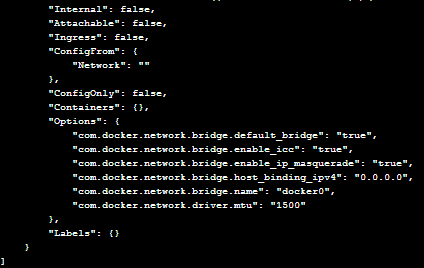 "Internal": false,
"Attachable": false,
"Ingress": false,
"ConfigFrom": {
"Network": ""
},
"ConfigOnly": false,
"Containers": {},
"Options": {
"com.docker.network.bridge.default_bridge": "true",
"com.docker.network.bridge.enable_icc": "true",
"com.docker.network.bridge.enable_ip_masquerade": "true",
"com.docker.network.bridge.host_binding_ipv4": "0.0.0.0",
"com.docker.network.bridge.name": "docker0",
"com.docker.network.driver.mtu": "1500"
},
"Labels": {}
}
]